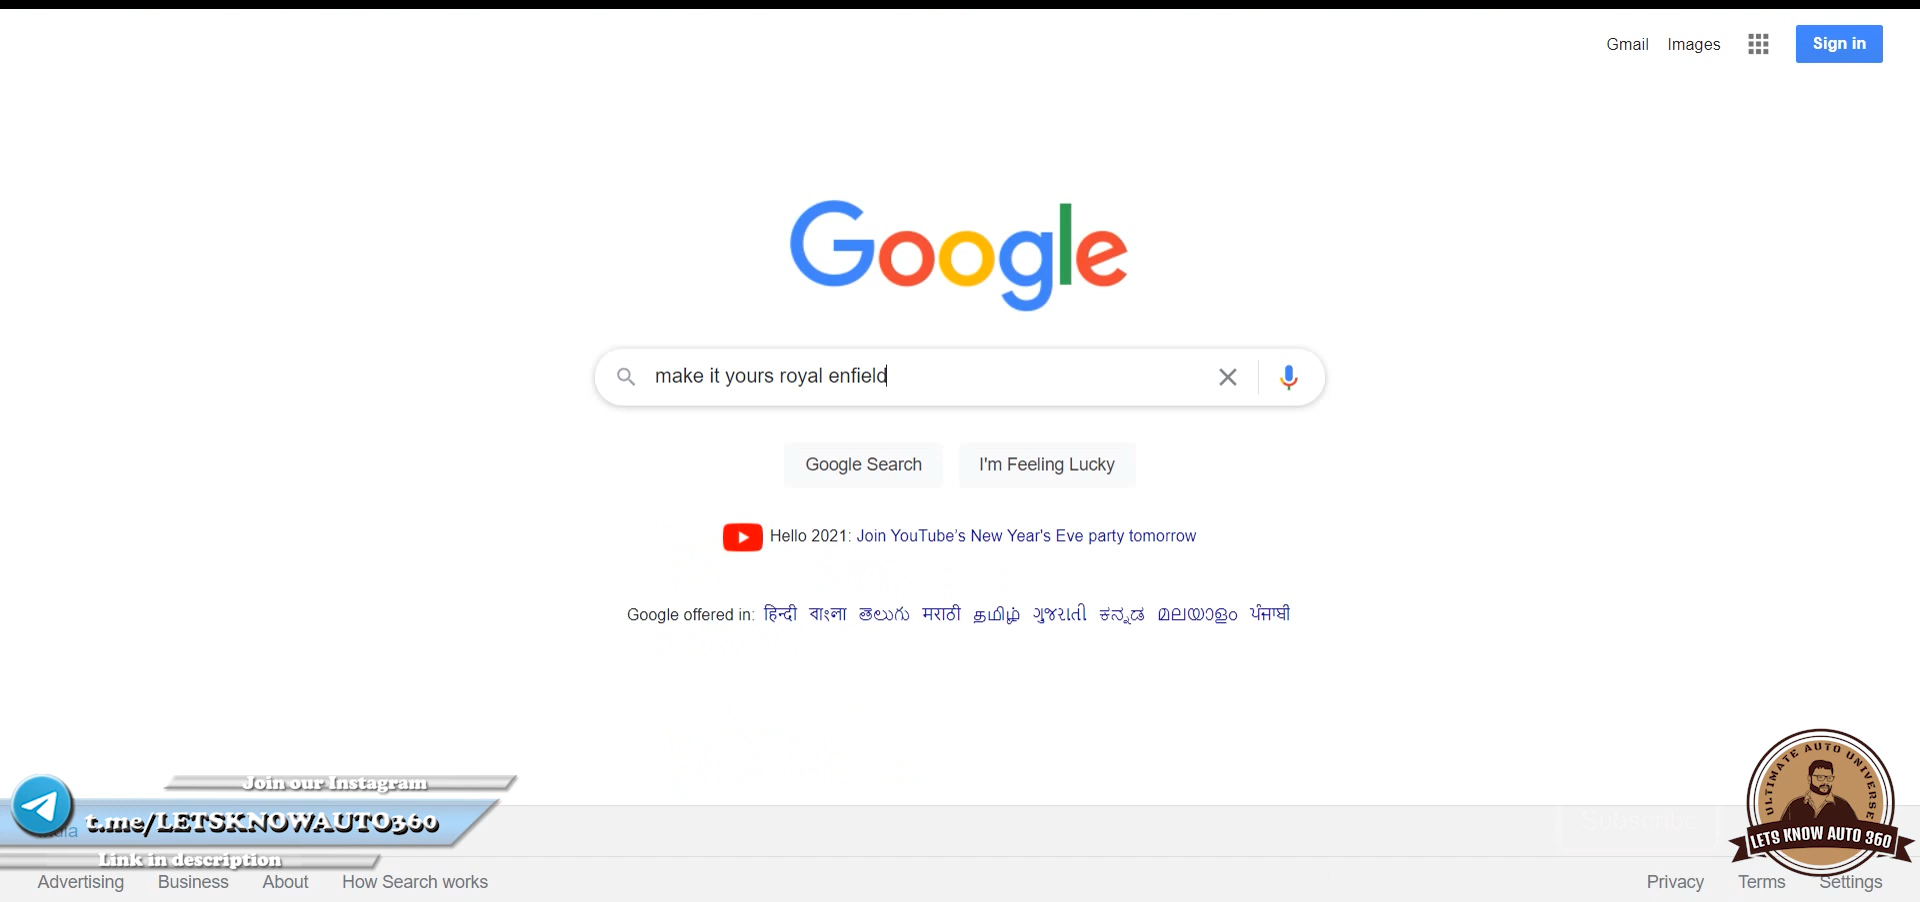 Gmail Images Sign in
Google
make it yours royal enfield
Google Search I'm Feeling Lucky
Hello 2021: Join YouTube's New Year's Eve party tomorrow
Google offered in: हिन्दी বাংলা తెలుగు मराठी தமிழ் ગુજરાતી ಕನ್ನಡ മലയാളം ਪੰਜਾਬੀ
Join our Instagram
t.me/LETSKNOWAUTO360
Link in description
Subscribe
ULTIMATE AUTO UNIVERSE
LETS KNOW AUTO 360
Advertising Business About How Search works Privacy Terms Settings